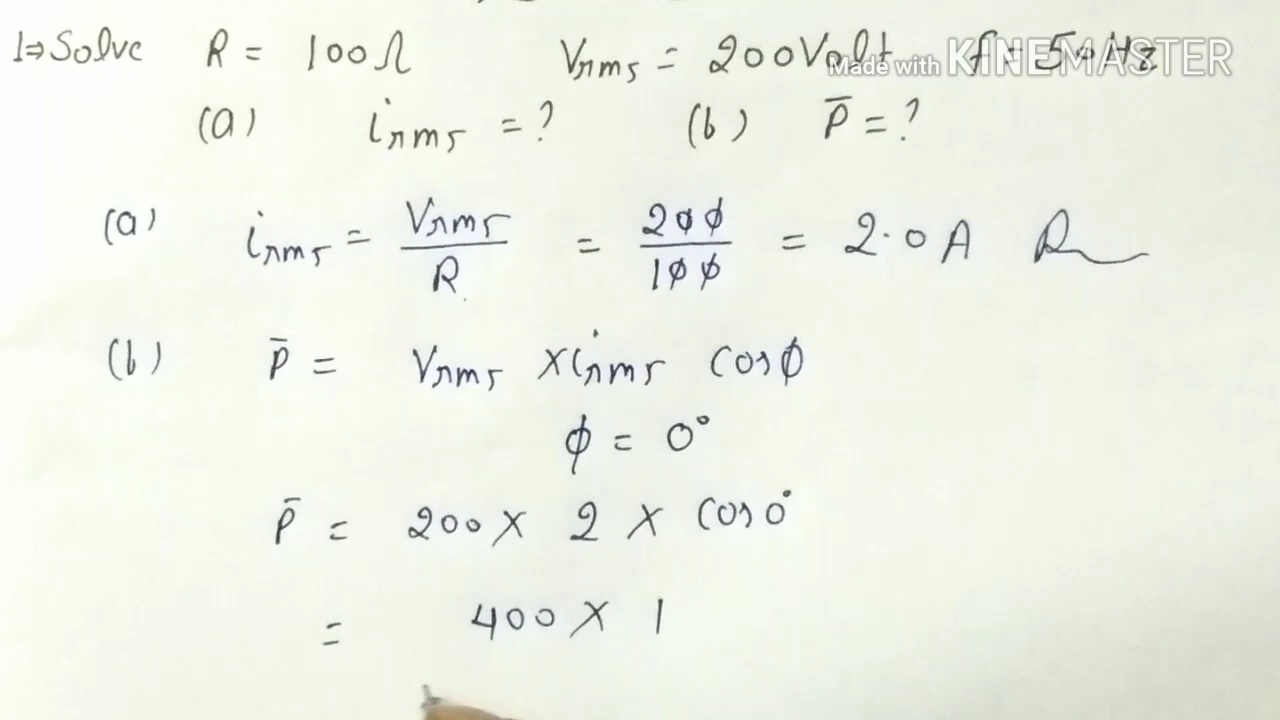 1⇒ Solve R = 100Ω Vrms = 200Volt f = 50Hz
Made with KINEMASTER
(a) irms = ? (b) P̄ = ?
(a) irms = Vrms / R = 200 / 100 = 2.0A
(b) P̄ = Vrms × irms cosϕ
ϕ = 0°
P̄ = 200 × 2 × cos0°
= 400 × 1